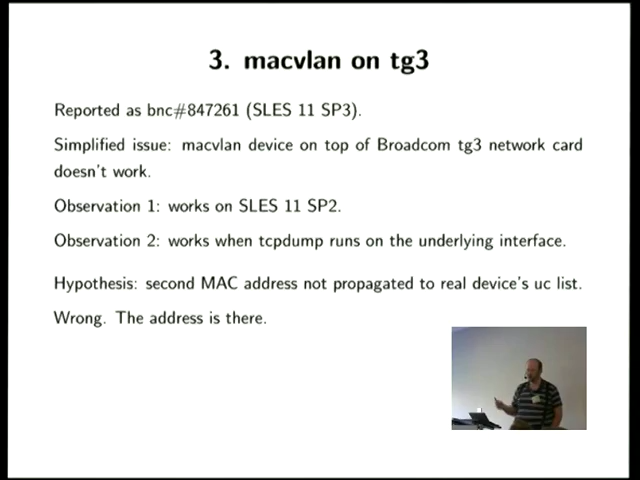 3. macvlan on tg3
Reported as bnc#847261 (SLES 11 SP3).
Simplified issue: macvlan device on top of Broadcom tg3 network card
doesn't work.
Observation 1: works on SLES 11 SP2.
Observation 2: works when tcpdump runs on the underlying interface.
Hypothesis: second MAC address not propagated to real device's uc list.
Wrong. The address is there.